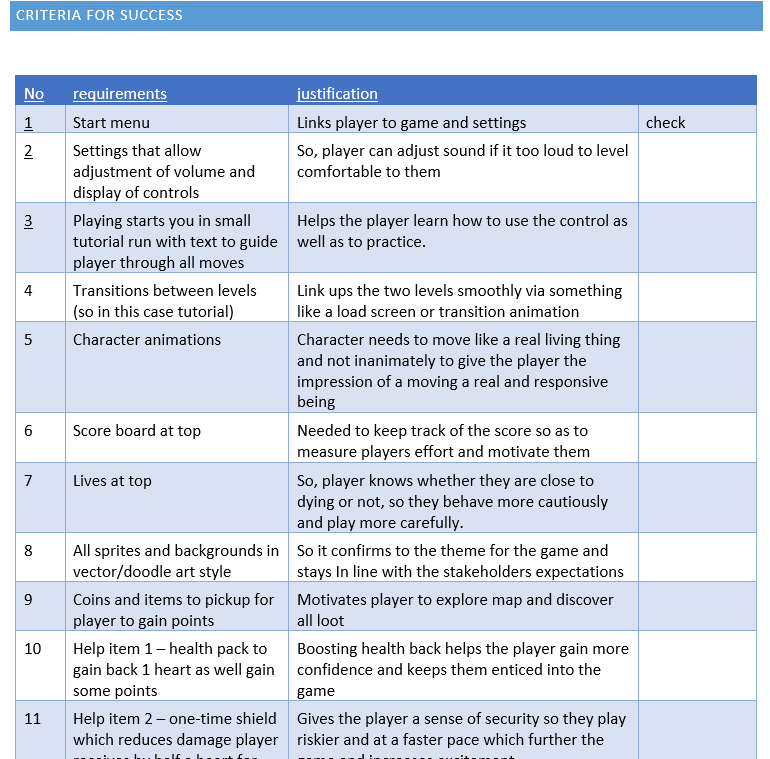 CRITERIA FOR SUCCESS
No requirements justification
1 Start menu Links player to game and settings check
2 Settings that allow So, player can adjust sound if it too loud to level
adjustment of volume and comfortable to them
display of controls
3 Playing starts you in small Helps the player learn how to use the control as
tutorial run with text to guide well as to practice.
player through all moves
4 Transitions between levels Link ups the two levels smoothly via something
(so in this case tutorial) like a load screen or transition animation
5 Character animations Character needs to move like a real living thing
and not inanimately to give the player the
impression of a moving a real and responsive
being
6 Score board at top Needed to keep track of the score so as to
measure players effort and motivate them
7 Lives at top So, player knows whether they are close to
dying or not, so they behave more cautiously
and play more carefully.
8 All sprites and backgrounds in So it confirms to the theme for the game and
vector/doodle art style stays In line with the stakeholders expectations
9 Coins and items to pickup for Motivates player to explore map and discover
player to gain points all loot
10 Help item 1 – health pack to Boosting health back helps the player gain more
gain back 1 heart as well gain confidence and keeps them enticed into the
some points game
11 Help item 2 – one-time shield Gives the player a sense of security so they play
which reduces damage player riskier and at a faster pace which further the
receives by half a heart for game and increases excitement